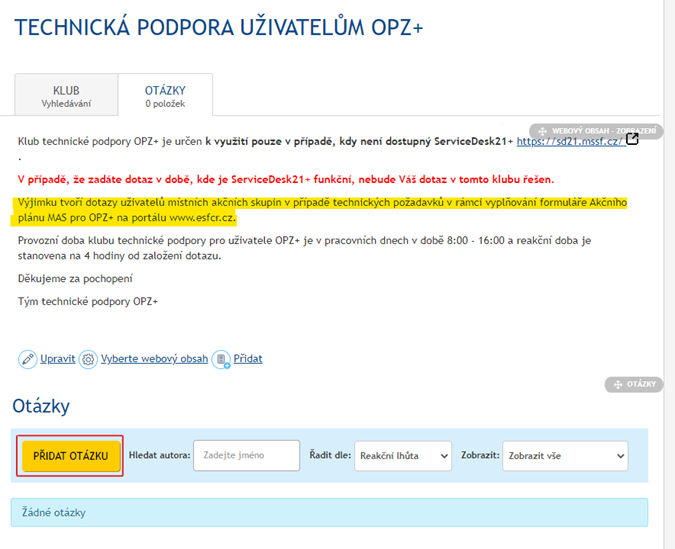 TECHNICKÁ PODPORA UŽIVATELŮM OPZ+
KLUB
Vyhledávání
OTÁZKY
0 položek
WEBOVÝ OBSAH - ZOBRAZENÍ
Klub technické podpory OPZ+ je určen k využití pouze v případě, kdy není dostupný ServiceDesk21+ https://sd21.mssf.cz/
.
V případě, že zadáte dotaz v době, kde je ServiceDesk21+ funkční, nebude Váš dotaz v tomto klubu řešen.
Výjimku tvoří dotazy uživatelů místních akčních skupin v případě technických požadavků v rámci vyplňování formuláře Akčního
plánu MAS pro OPZ+ na portálu www.esfcr.cz.
Provozní doba klubu technické podpory pro uživatele OPZ+ je v pracovních dnech v době 8:00 - 16:00 a reakční doba je
stanovena na 4 hodiny od založení dotazu.
Děkujeme za pochopení
Tým technické podpory OPZ+
Upravit Vyberte webový obsah Přidat
OTÁZKY
Otázky
PŘIDAT OTÁZKU Hledat autora: Zadejte jméno Řadit dle: Reakční lhůta Zobrazit: Zobrazit vše
Žádné otázky